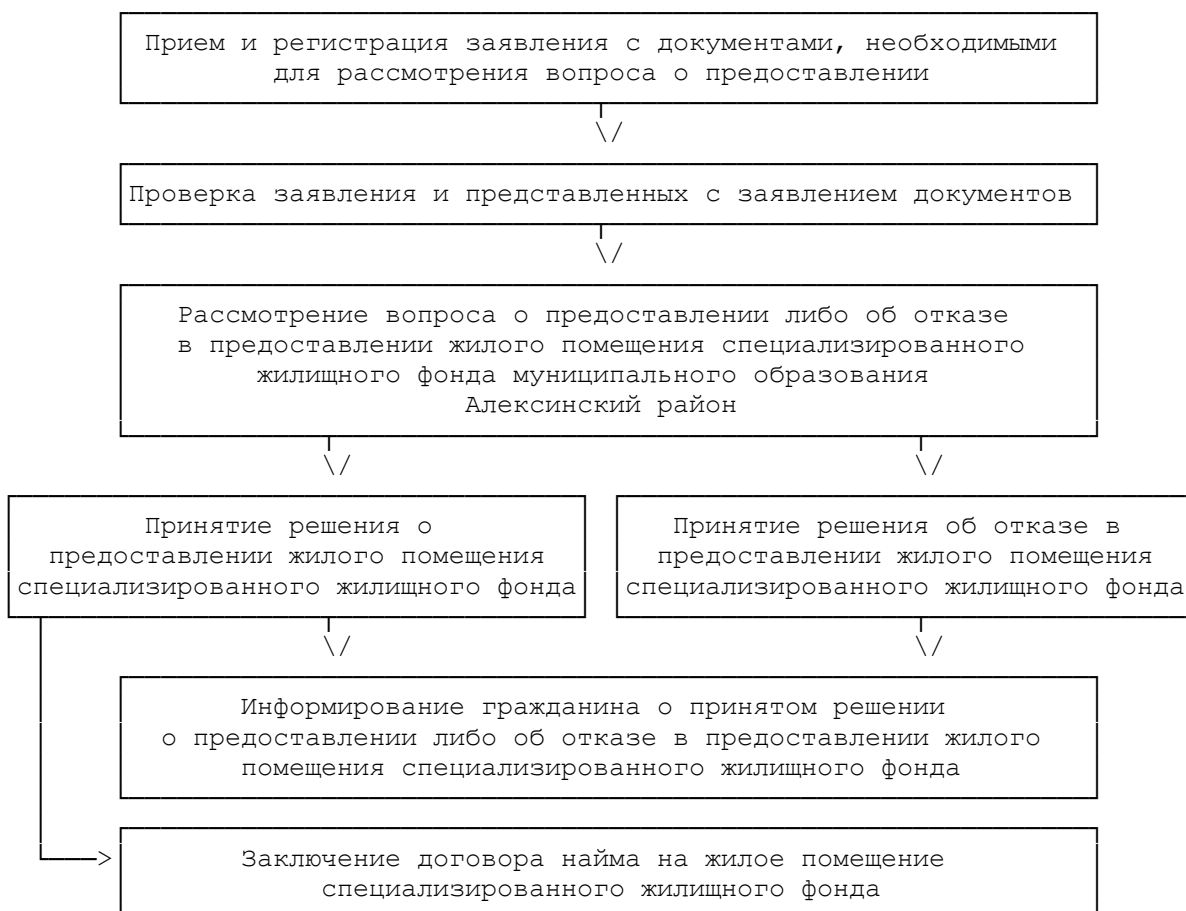 Прием и регистрация заявления с документами, необходимыми
для рассмотрения вопроса о предоставлении
Проверка заявления и представленных с заявлением документов
Рассмотрение вопроса о предоставлении либо об отказе
в предоставлении жилого помещения специализированного
жилищного фонда муниципального образования
Алексинский район
Принятие решения о
предоставлении жилого помещения
специализированного жилищного фонда
Принятие решения об отказе в
предоставлении жилого помещения
специализированного жилищного фонда
Информирование гражданина о принятом решении
о предоставлении либо об отказе в предоставлении жилого
помещения специализированного жилищного фонда
Заключение договора найма на жилое помещение
специализированного жилищного фонда